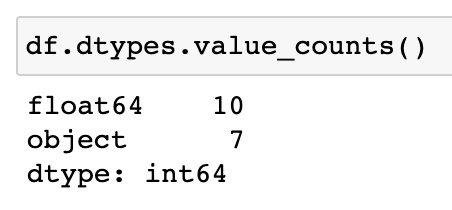 df.dtypes.value_counts()
float64    10
object      7
dtype: int64